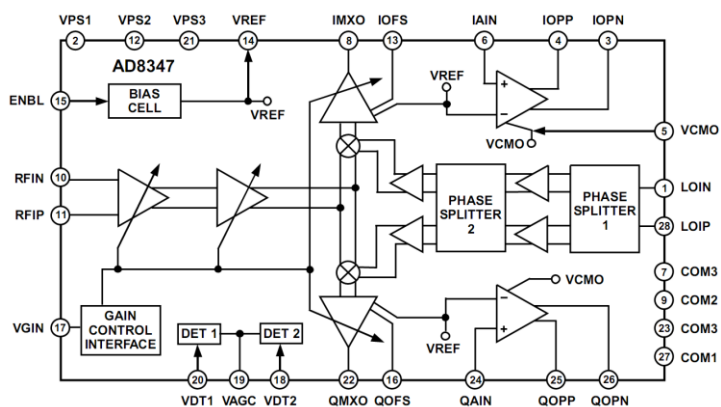 VPS1 VPS2 VPS3 VREF IMXO IOFS IAIN IOPP IOPN
2 12 21 14 8 13 6 4 3
AD8347
ENBL 15 BIAS CELL VREF
VREF
VCMO 5 VCMO
RFIN 10
RFIP 11
PHASE SPLITTER 2
PHASE SPLITTER 1
1 LOIN
28 LOIP
7 COM3
9 COM2
23 COM3
27 COM1
VCMO
VREF
VGIN 17 GAIN CONTROL INTERFACE
DET 1 DET 2
20 19 18 22 16 24 25 26
VDT1 VAGC VDT2 QMXO QOFS QAIN QOPP QOPN